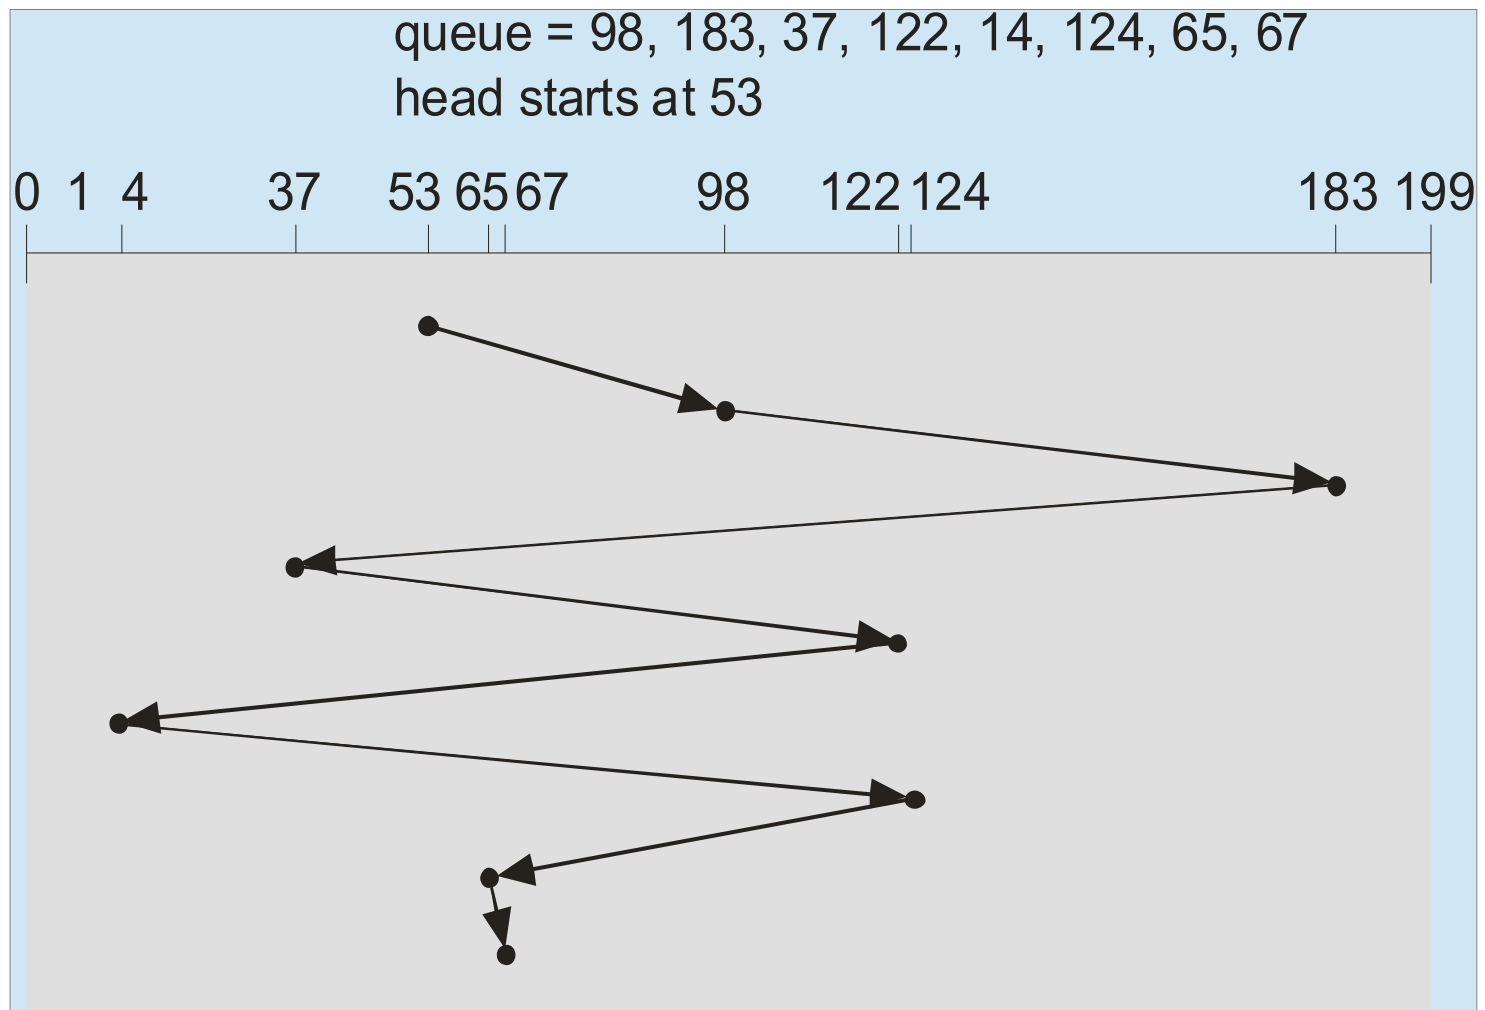 queue = 98, 183, 37, 122, 14, 124, 65, 67
head starts at 53
0 1 4 37 53 65 67 98 122 124 183 199